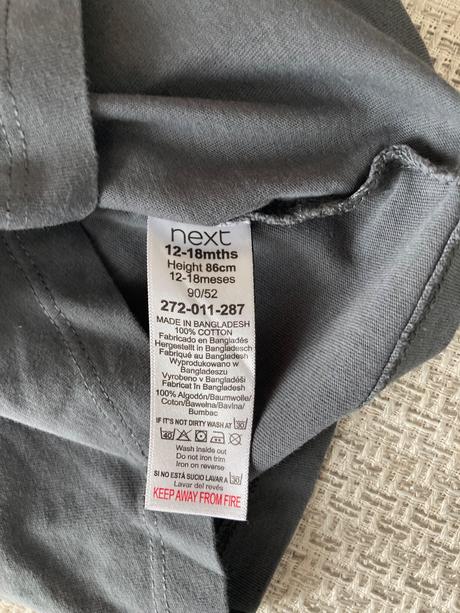 next
12-18mths
Height 86cm
12-18meses
90/52
272-011-287
MADE IN BANGLADESH
100% COTTON
Fabricado en Bangladés
Hergestellt in Bangladesch
Fabriqué au Bangladesh
Wyprodukowano w
Bangladeszu
Vyrobeno v Bangladéši
Fabricat în Bangladesh
100% Algodón/Baumwolle/
Coton/Bawełna/Bavlna/
Bumbac
IF IT'S NOT DIRTY WASH AT 30
40
Wash inside out
Do not iron trim
Iron on reverse
SI NO ESTÁ SUCIO LAVAR A 30
Lavar del revés
KEEP AWAY FROM FIRE